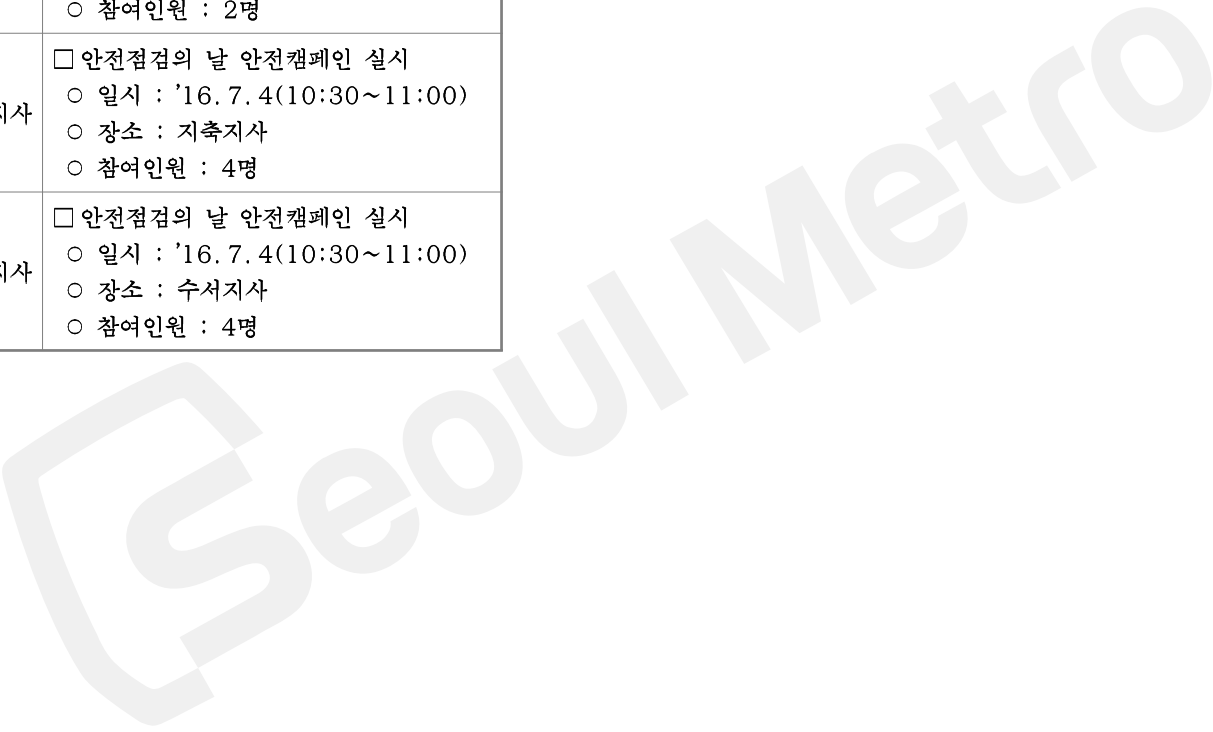 ○ 참여인원 : 2명
□ 안전점검의 날 안전캠페인 실시
○ 일시 : ’16. 7. 4(10:30~11:00)
지사
○ 장소 : 지축지사
○ 참여인원 : 4명
□ 안전점검의 날 안전캠페인 실시
○ 일시 : ’16. 7. 4(10:30~11:00)
지사
○ 장소 : 수서지사
○ 참여인원 : 4명
Seoul Metro